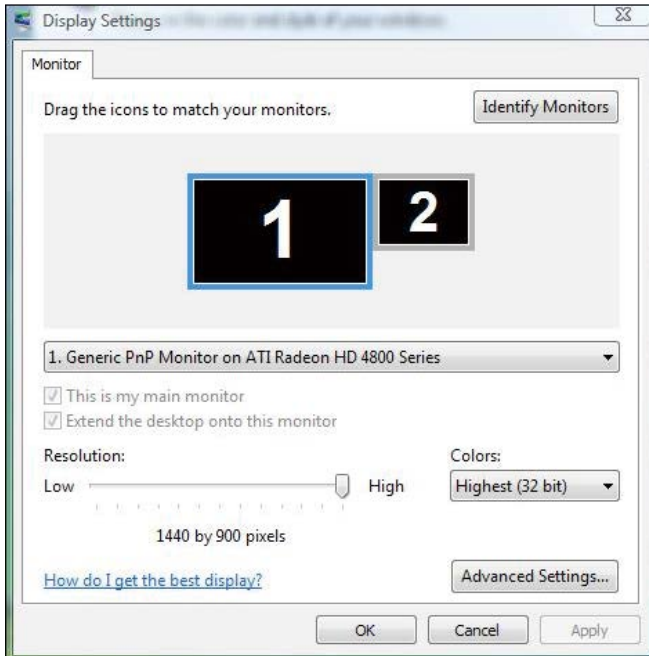 Display Settings
Monitor
Drag the icons to match your monitors.
Identify Monitors
1
2
1. Generic PnP Monitor on ATI Radeon HD 4800 Series
This is my main monitor
Extend the desktop onto this monitor
Resolution:
Colors:
Low
High
Highest (32 bit)
1440 by 900 pixels
How do I get the best display?
Advanced Settings...
OK
Cancel
Apply